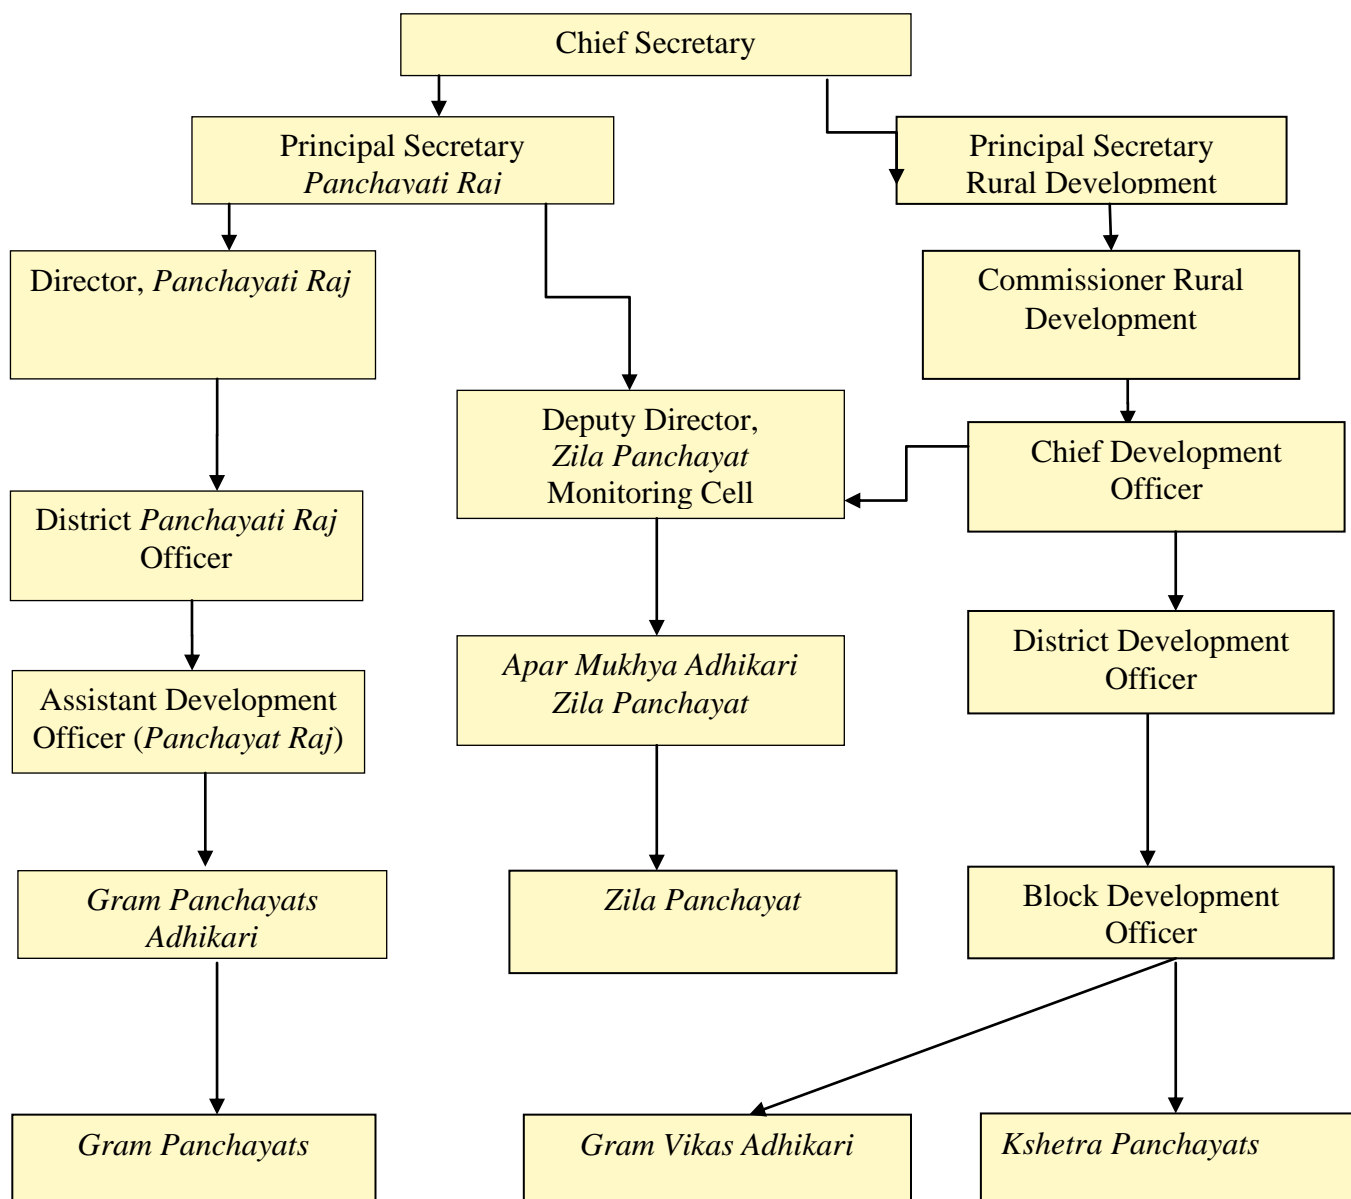 Chief Secretary
Principal Secretary
Panchayati Raj
Principal Secretary
Rural Development
Director, Panchayati Raj
Commissioner Rural
Development
Deputy Director,
Zila Panchayat
Monitoring Cell
Chief Development
Officer
District Panchayati Raj
Officer
Apar Mukhya Adhikari
Zila Panchayat
District Development
Officer
Assistant Development
Officer (Panchayat Raj)
Gram Panchayats
Adhikari
Zila Panchayat
Block Development
Officer
Gram Panchayats
Gram Vikas Adhikari
Kshetra Panchayats